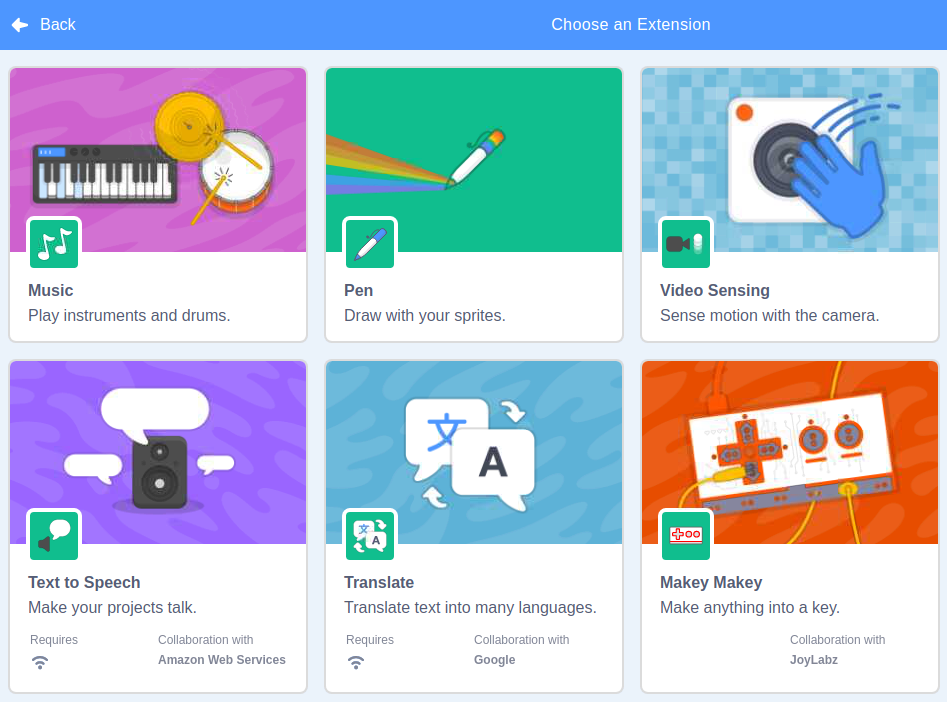 Back
Choose an Extension
Music
Play instruments and drums.
Pen
Draw with your sprites.
Video Sensing
Sense motion with the camera.
文
A
文
A
Text to Speech
Make your projects talk.
Requires
Collaboration with
Amazon Web Services
Translate
Translate text into many languages.
Requires
Collaboration with
Google
Makey Makey
Make anything into a key.
Collaboration with
JoyLabz